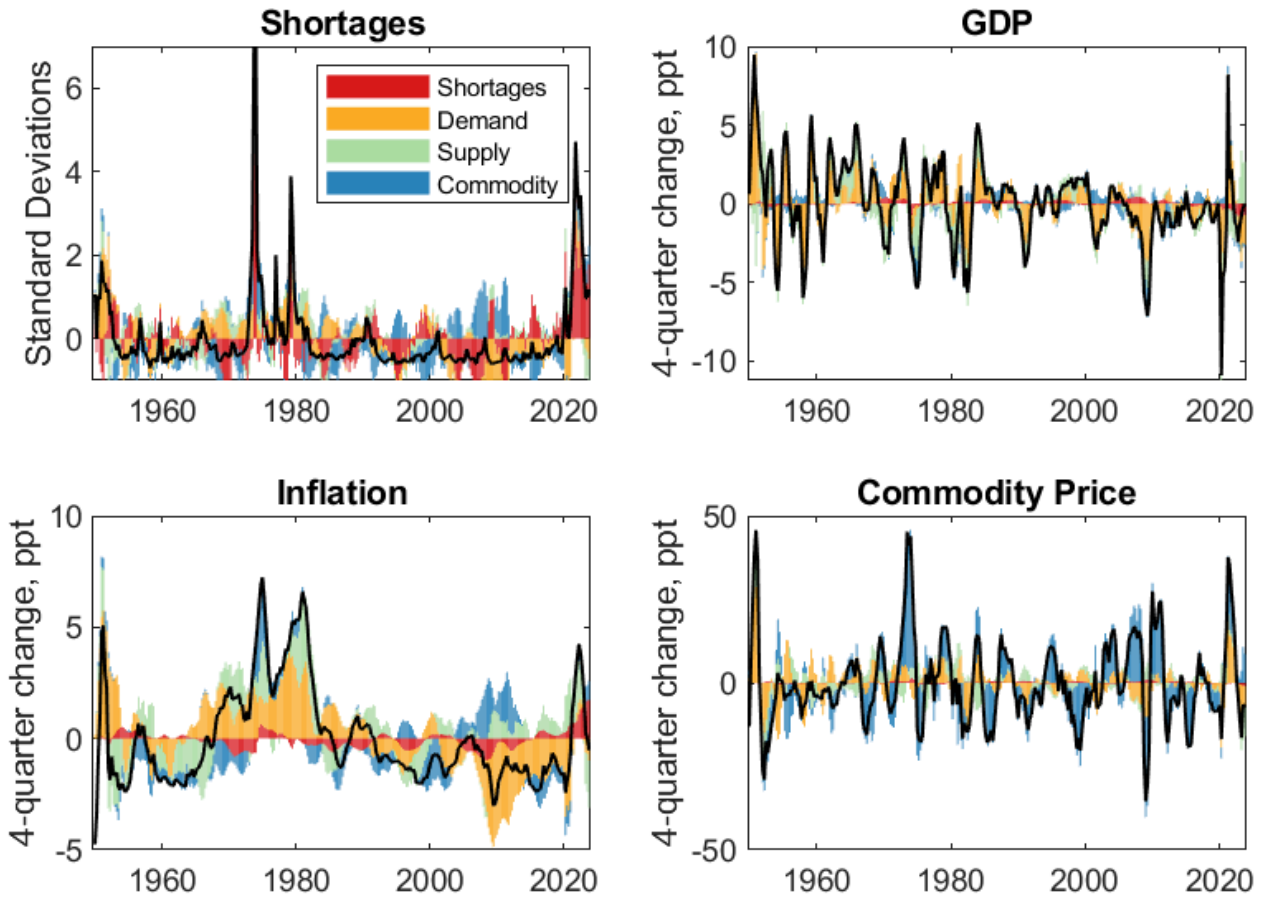 Shortages
Standard Deviations
6
4
2
0
1960 1980 2000 2020
Shortages
Demand
Supply
Commodity
GDP
4-quarter change, ppt
10
5
0
-5
-10
1960 1980 2000 2020
Inflation
4-quarter change, ppt
10
5
0
-5
1960 1980 2000 2020
Commodity Price
4-quarter change, ppt
50
0
-50
1960 1980 2000 2020